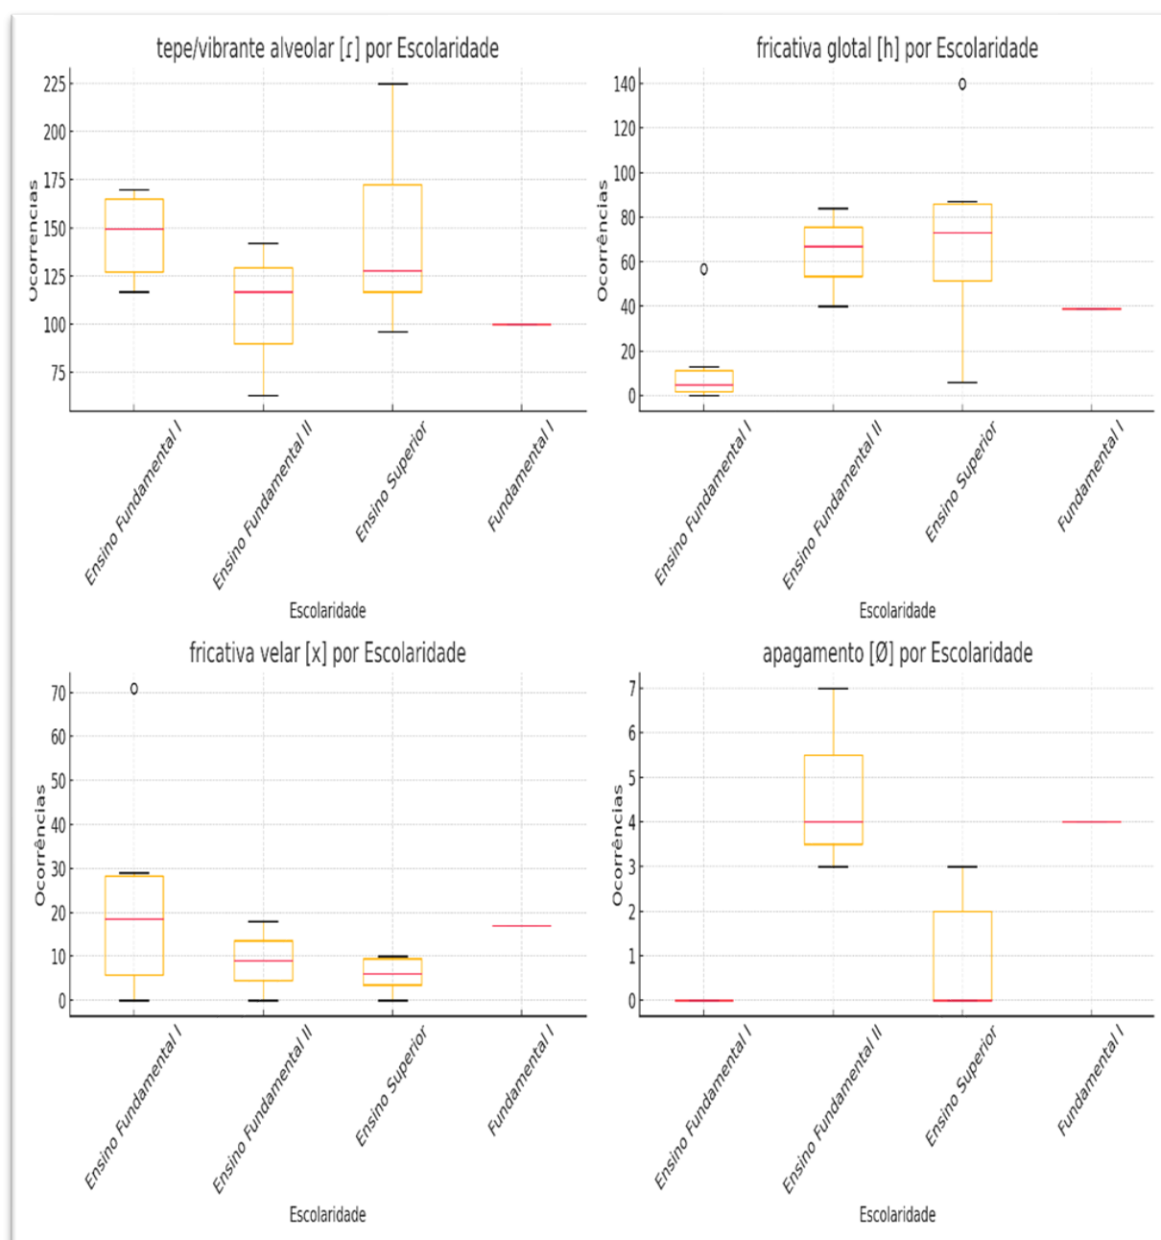 tepe/vibrante alveolar [ɾ] por Escolaridade
Ocorrências
225
200
175
150
125
100
75
Ensino Fundamental I
Ensino Fundamental II
Ensino Superior
Fundamental I
Escolaridade
fricativa glotal [h] por Escolaridade
Ocorrências
140
120
100
80
60
40
20
0
Ensino Fundamental I
Ensino Fundamental II
Ensino Superior
Fundamental I
Escolaridade
fricativa velar [x] por Escolaridade
Ocorrências
70
60
50
40
30
20
10
0
Ensino Fundamental I
Ensino Fundamental II
Ensino Superior
Fundamental I
Escolaridade
apagamento [Ø] por Escolaridade
Ocorrências
7
6
5
4
3
2
1
0
Ensino Fundamental I
Ensino Fundamental II
Ensino Superior
Fundamental I
Escolaridade